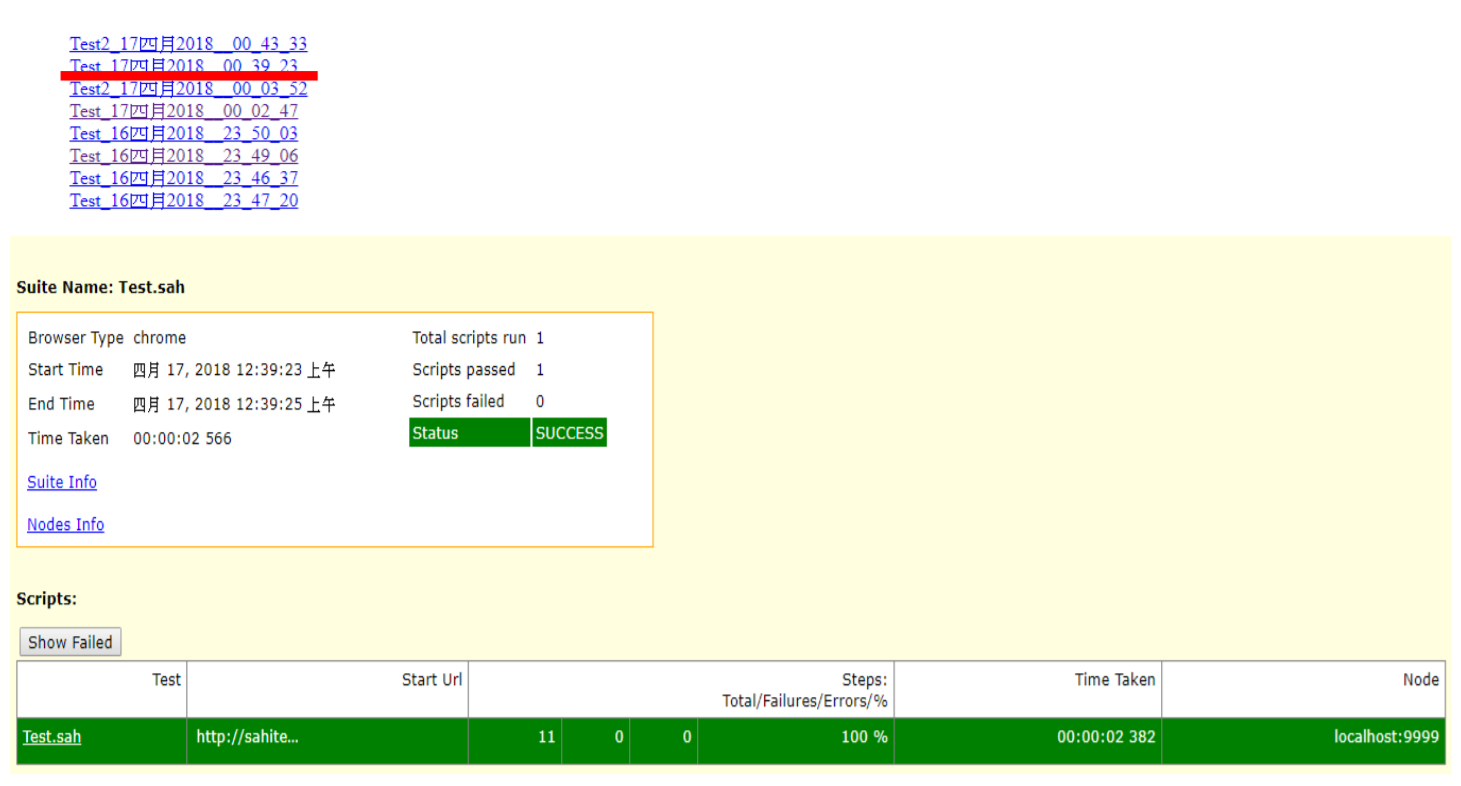 Test2_17四月2018__00_43_33
Test_17四月2018__00_39_23
Test2_17四月2018__00_03_52
Test_17四月2018__00_02_47
Test_16四月2018__23_50_03
Test_16四月2018__23_49_06
Test_16四月2018__23_46_37
Test_16四月2018__23_47_20
Suite Name: Test.sah
Browser Type chrome Total scripts run 1
Start Time 四月 17, 2018 12:39:23 上午 Scripts passed 1
End Time 四月 17, 2018 12:39:25 上午 Scripts failed 0
Time Taken 00:00:02 566 Status SUCCESS
Suite Info
Nodes Info
Scripts:
Show Failed
Test Start Url Steps: Time Taken Node
Total/Failures/Errors/%
Test.sah http://sahite... 11 0 0 100 % 00:00:02 382 localhost:9999